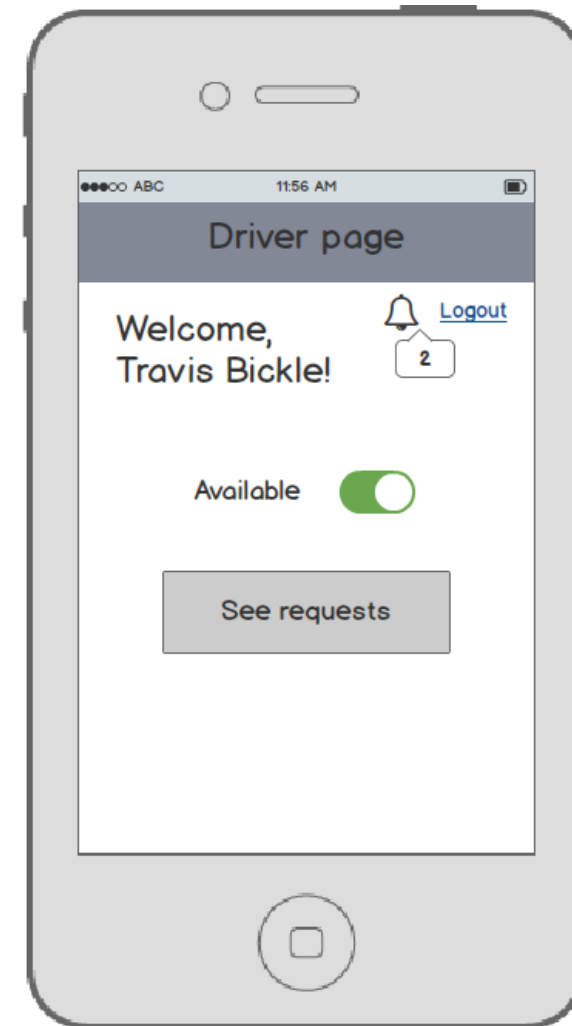 ABC 11:56 AM
Driver page
Logout
Welcome,
Travis Bickle!
2
Available
See requests